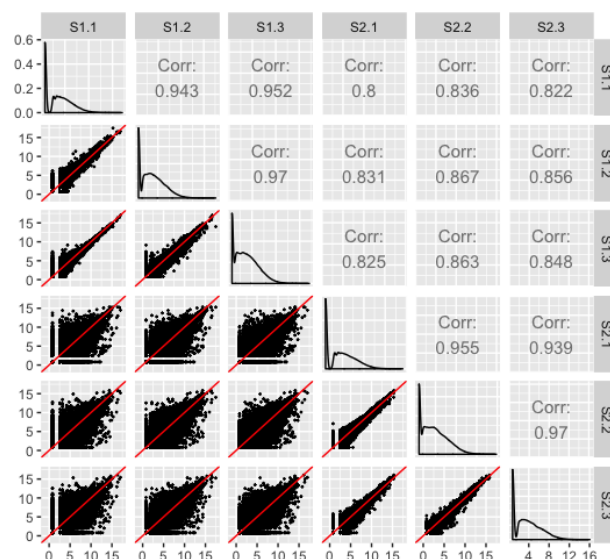 S1.1 S1.2 S1.3 S2.1 S2.2 S2.3
0.6
0.4
0.2
0.0
Corr: 0.943
Corr: 0.952
Corr: 0.8
Corr: 0.836
Corr: 0.822
S1.1
15
10
5
0
Corr: 0.97
Corr: 0.831
Corr: 0.867
Corr: 0.856
S1.2
15
10
5
0
Corr: 0.825
Corr: 0.863
Corr: 0.848
S1.3
15
10
5
0
Corr: 0.955
Corr: 0.939
S2.1
15
10
5
0
Corr: 0.97
S2.2
15
10
5
0
S2.3
0 5 10 15 0 5 10 15 0 5 10 15 0 5 10 15 0 5 10 15 4 8 12 16